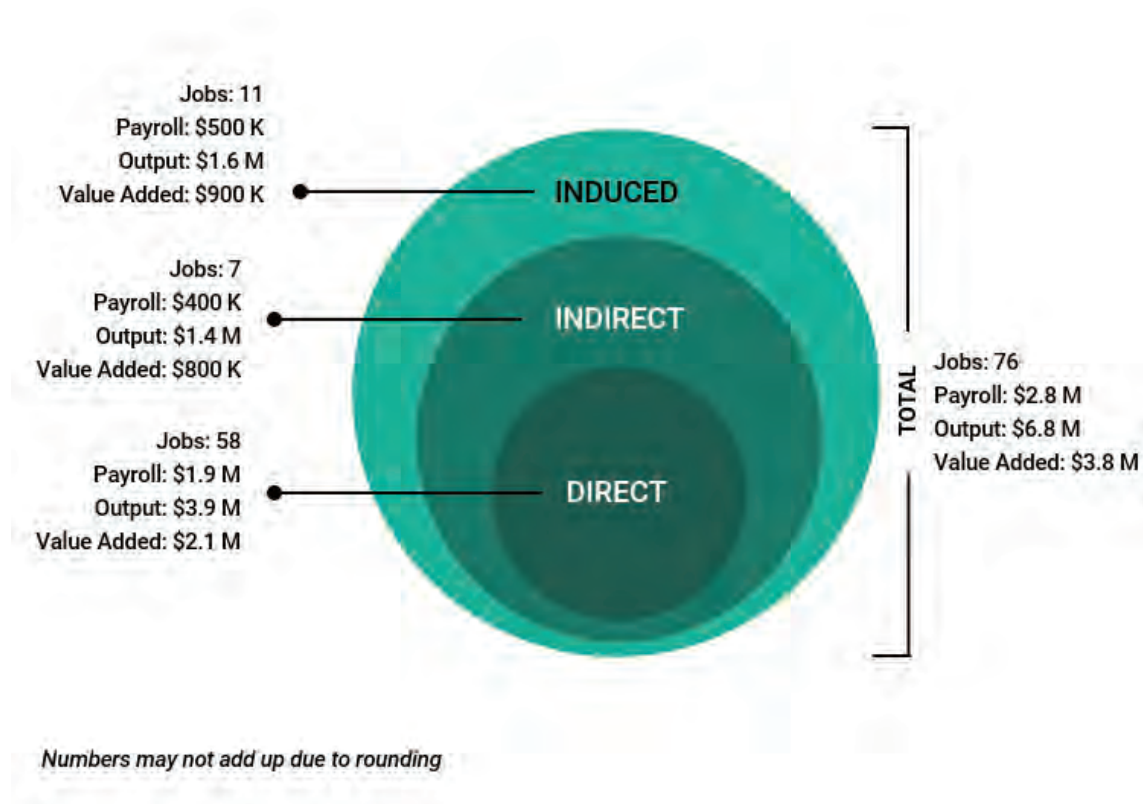 Jobs: 11
Payroll: $500 K
Output: $1.6 M
Value Added: $900 K
INDUCED
Jobs: 7
Payroll: $400 K
Output: $1.4 M
Value Added: $800 K
INDIRECT
Jobs: 58
Payroll: $1.9 M
Output: $3.9 M
Value Added: $2.1 M
DIRECT
TOTAL
Jobs: 76
Payroll: $2.8 M
Output: $6.8 M
Value Added: $3.8 M
Numbers may not add up due to rounding